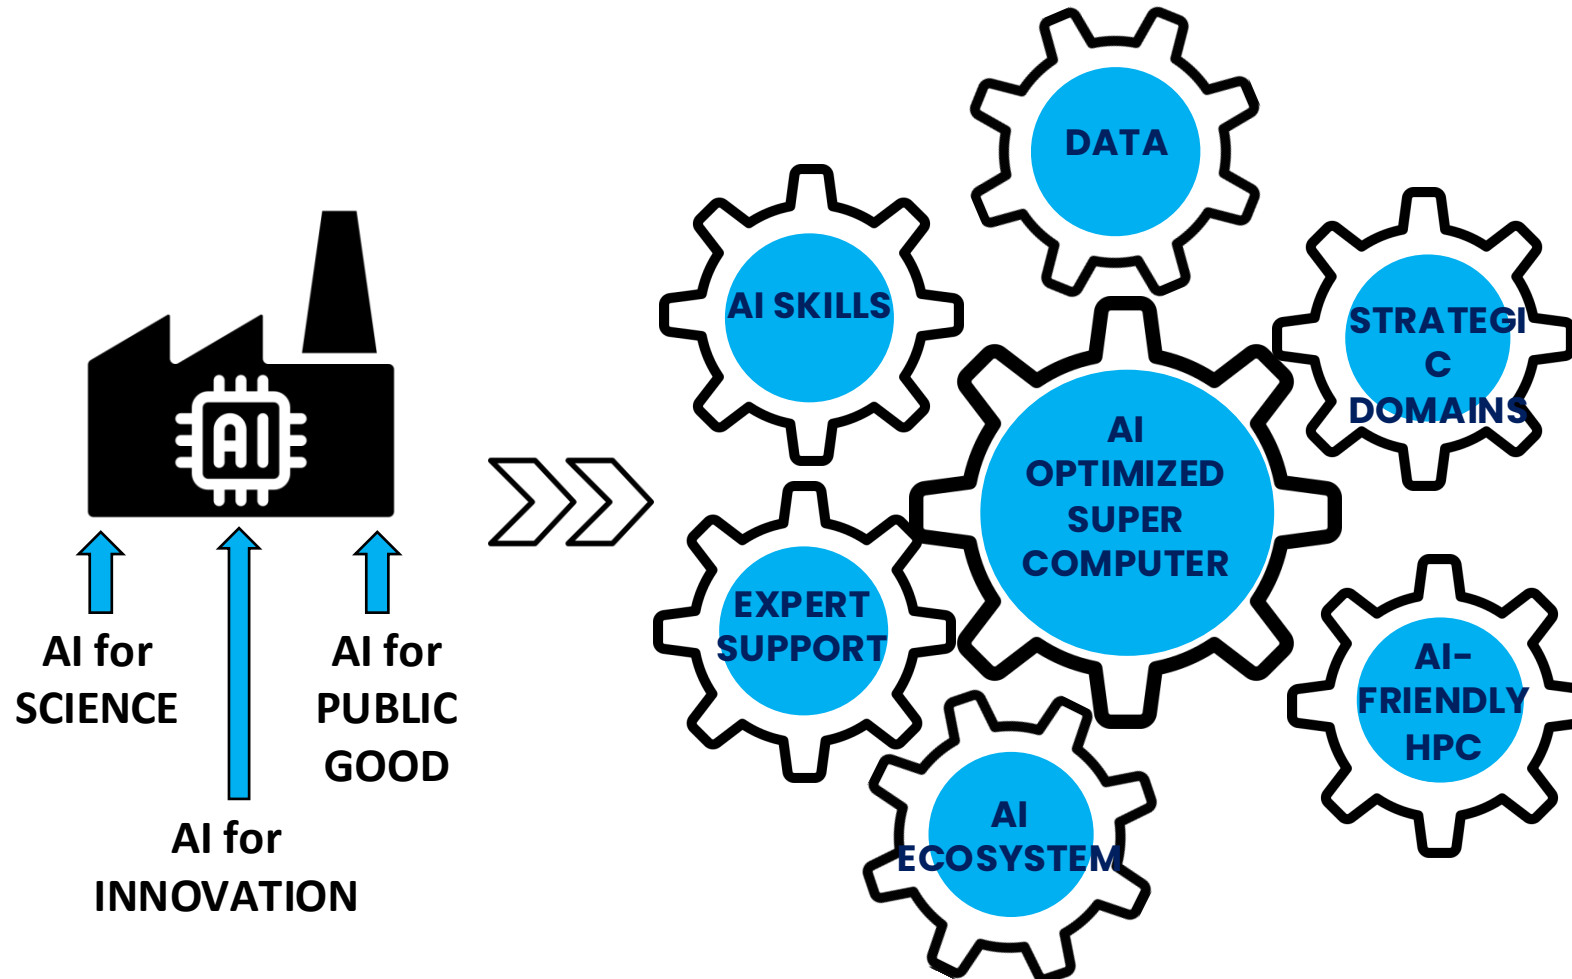 AI
AI for
SCIENCE
AI for
INNOVATION
AI for
PUBLIC
GOOD
DATA
AI SKILLS
STRATEGI
C
DOMAINS
AI
OPTIMIZED
SUPER
COMPUTER
EXPERT
SUPPORT
AI-
FRIENDLY
HPC
AI
ECOSYSTEM